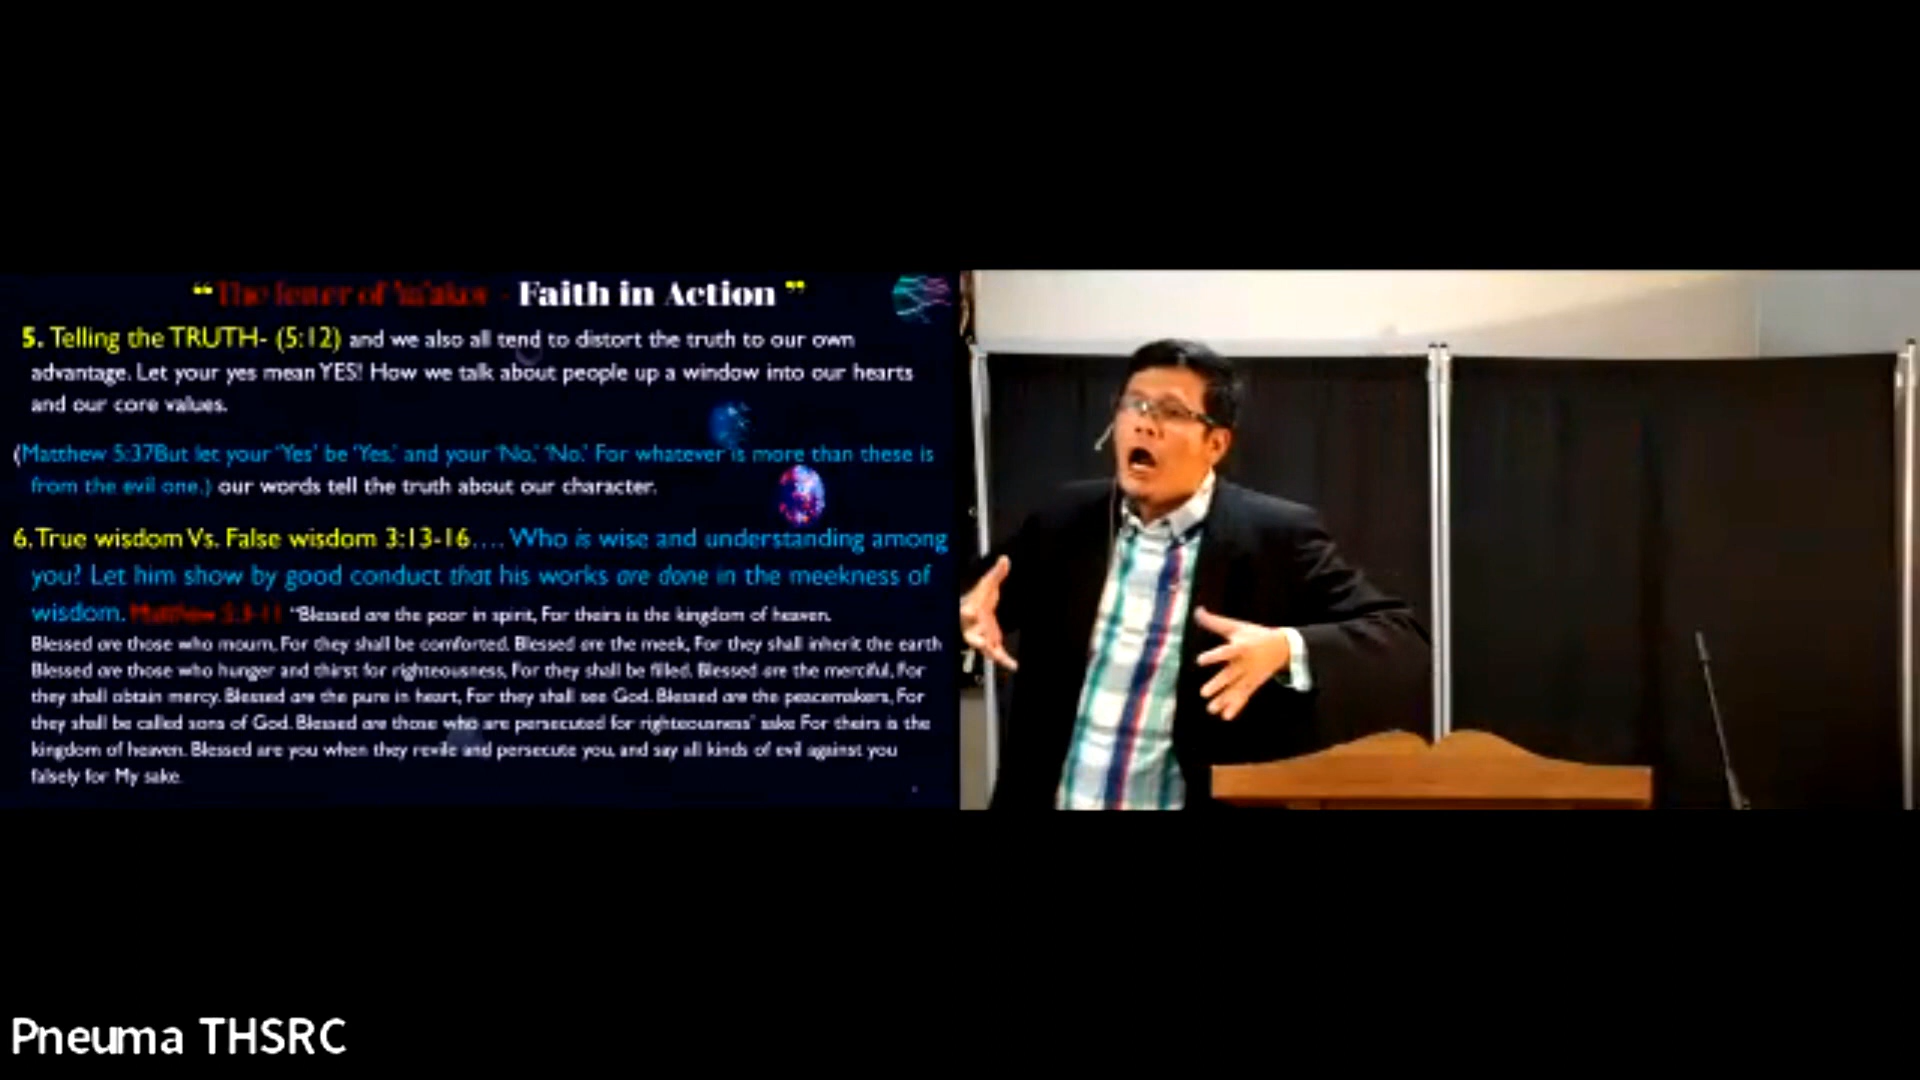 “The letter of Ya'akov - Faith in Action ”
5. Telling the TRUTH- (5:12) and we also all tend to distort the truth to our own
advantage. Let your yes mean YES! How we talk about people up a window into our hearts
and our core values.
(Matthew 5:37But let your ‘Yes’ be ‘Yes,’ and your ‘No,’ ‘No.’ For whatever is more than these is
from the evil one.) our words tell the truth about our character.
6. True wisdom Vs. False wisdom 3:13-16.... Who is wise and understanding among
you? Let him show by good conduct that his works are done in the meekness of
wisdom. Matthew 5:3-11 “Blessed are the poor in spirit, For theirs is the kingdom of heaven.
Blessed are those who mourn, For they shall be comforted. Blessed are the meek, For they shall inherit the earth
Blessed are those who hunger and thirst for righteousness, For they shall be filled. Blessed are the merciful, For
they shall obtain mercy. Blessed are the pure in heart, For they shall see God. Blessed are the peacemakers, For
they shall be called sons of God. Blessed are those who are persecuted for righteousness’ sake For theirs is the
kingdom of heaven. Blessed are you when they revile and persecute you, and say all kinds of evil against you
falsely for My sake.
Pneuma THSRC